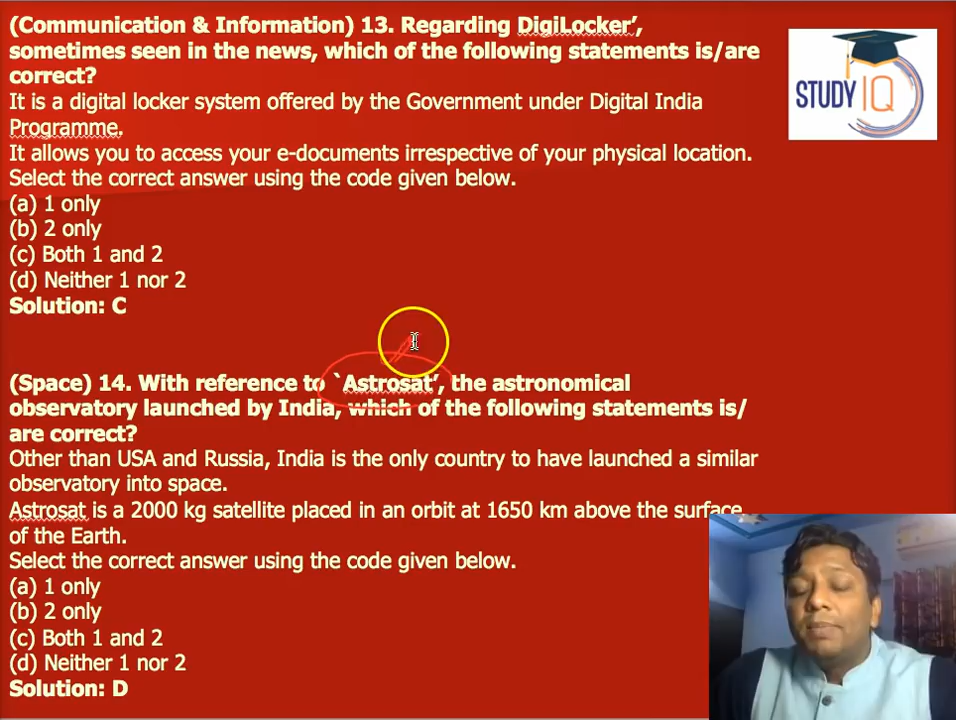 (Communication & Information) 13. Regarding DigiLocker’,
sometimes seen in the news, which of the following statements is/are
correct?
It is a digital locker system offered by the Government under Digital India
Programme.
It allows you to access your e-documents irrespective of your physical location.
Select the correct answer using the code given below.
(a) 1 only
(b) 2 only
(c) Both 1 and 2
(d) Neither 1 nor 2
Solution: C
STUDY IQ
(Space) 14. With reference to `Astrosat’, the astronomical
observatory launched by India, which of the following statements is/
are correct?
Other than USA and Russia, India is the only country to have launched a similar
observatory into space.
Astrosat is a 2000 kg satellite placed in an orbit at 1650 km above the surface
of the Earth.
Select the correct answer using the code given below.
(a) 1 only
(b) 2 only
(c) Both 1 and 2
(d) Neither 1 nor 2
Solution: D